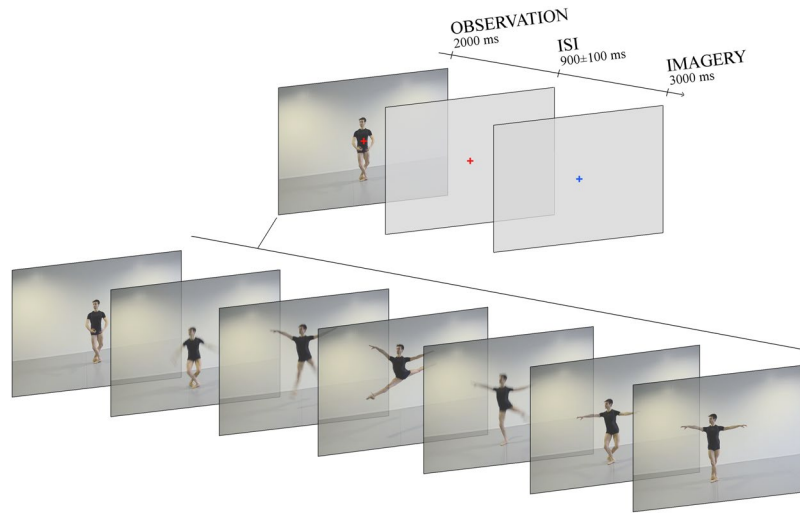 OBSERVATION
2000 ms
ISI
900±100 ms
IMAGERY
3000 ms